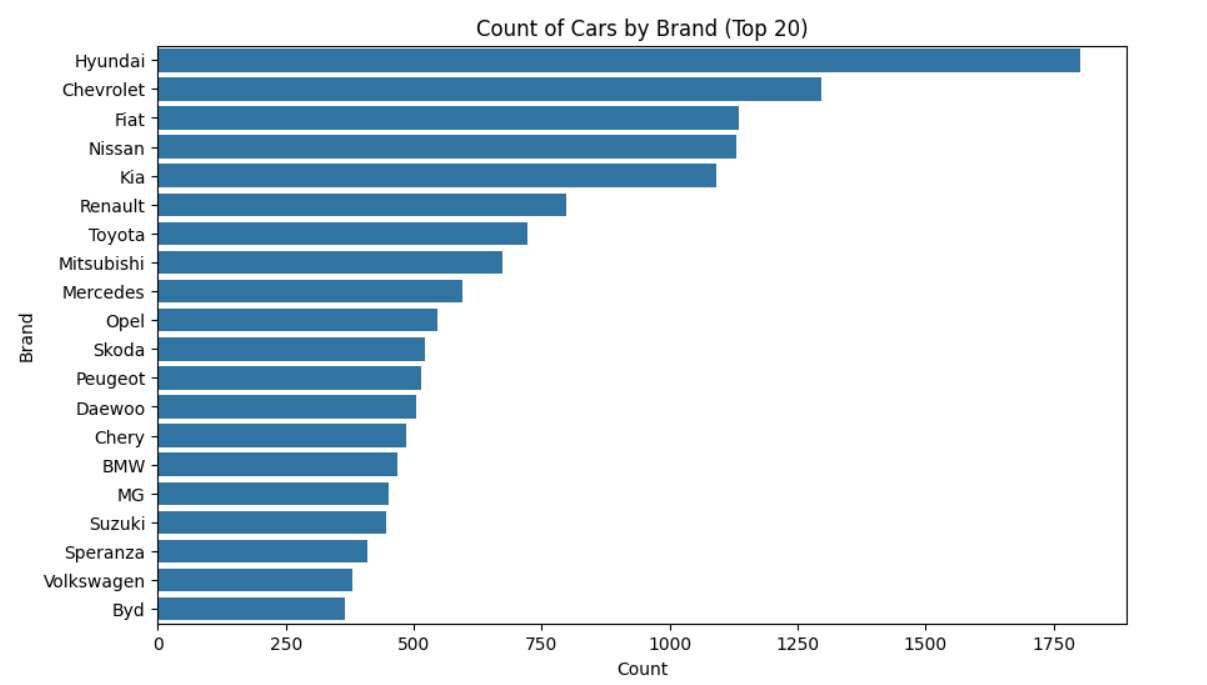 Count of Cars by Brand (Top 20)
Brand
Hyundai
Chevrolet
Fiat
Nissan
Kia
Renault
Toyota
Mitsubishi
Mercedes
Opel
Skoda
Peugeot
Daewoo
Chery
BMW
MG
Suzuki
Speranza
Volkswagen
Byd
0 250 500 750 1000 1250 1500 1750
Count